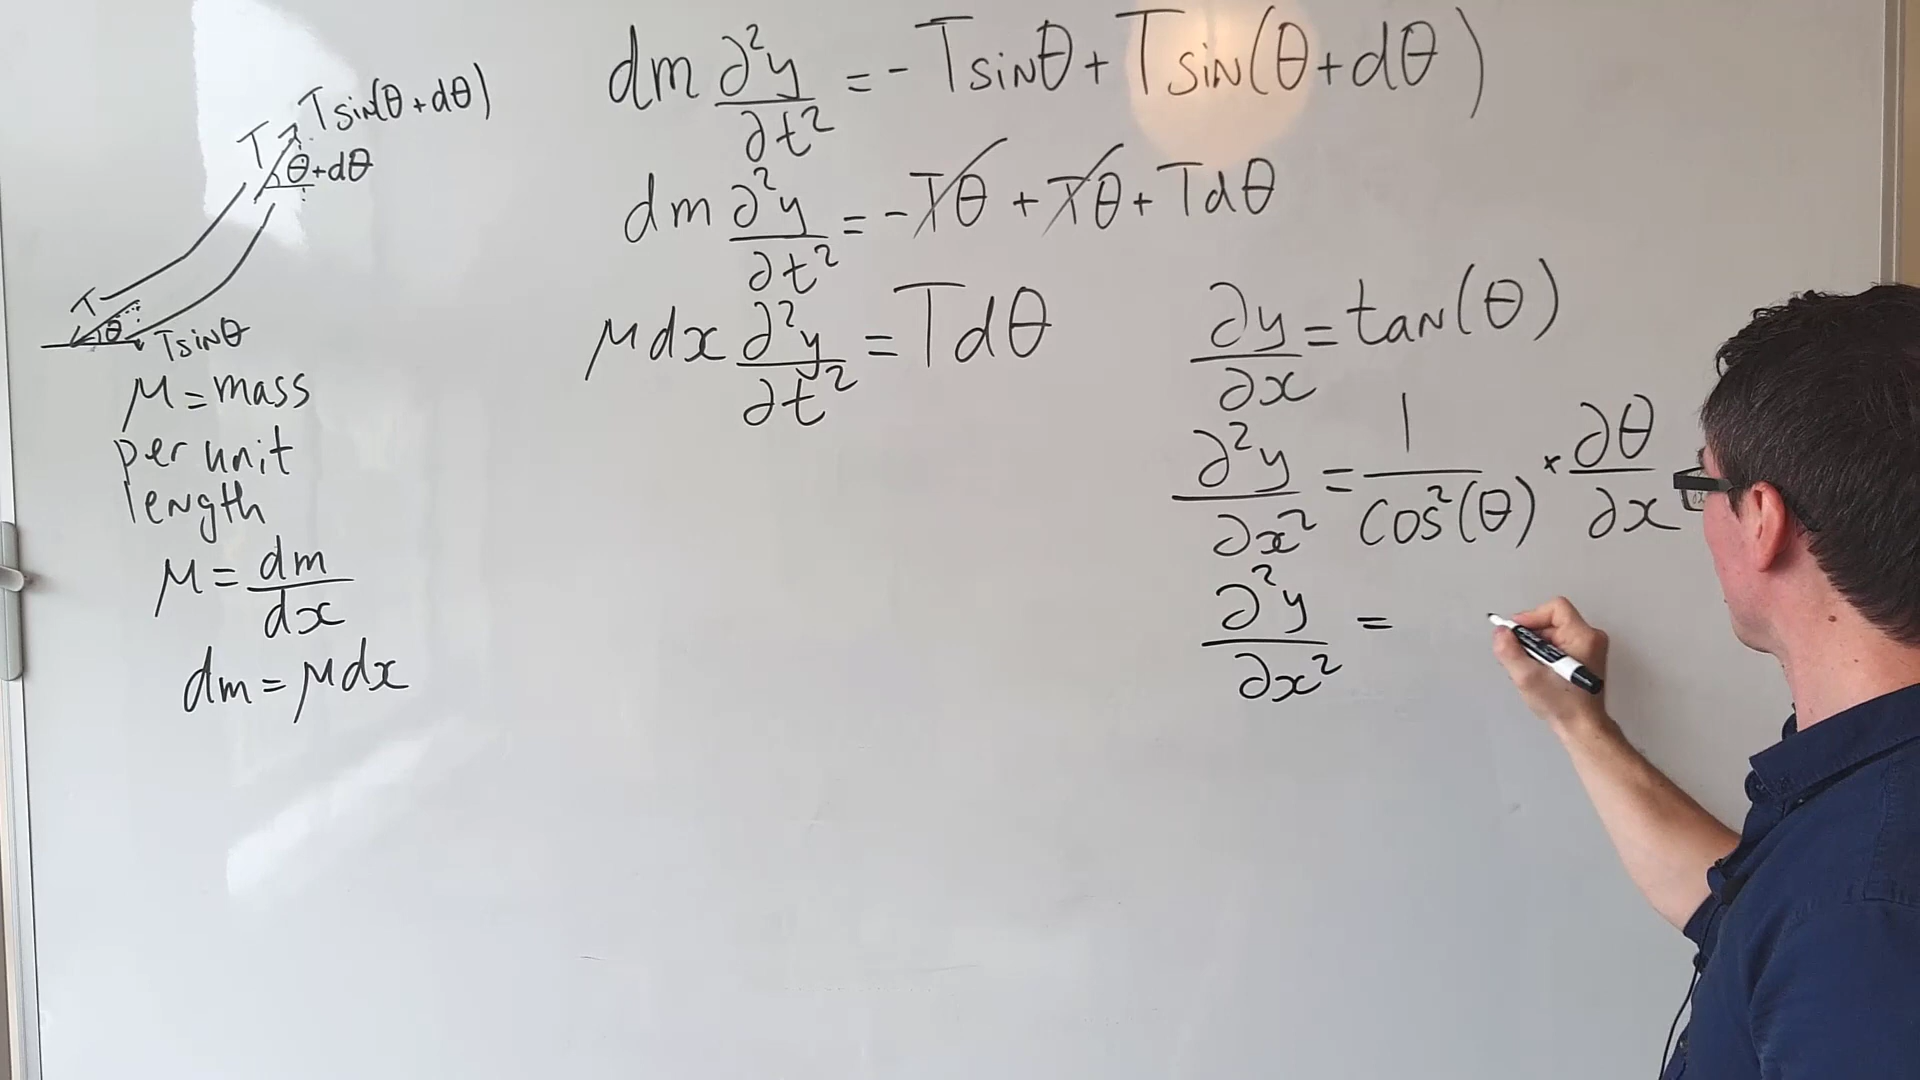 T sin(θ + dθ)
T
θ+dθ
T
θ
T sinθ
μ = mass
per unit
length
μ = dm/dx
dm = μdx
dm ∂²y/∂t² = -T sinθ + T sin(θ + dθ)
dm ∂²y/∂t² = -Tθ + Tθ + Tdθ
μdx ∂²y/∂t² = Tdθ
∂y/∂x = tan(θ)
∂²y/∂x² = 1/cos²(θ) × ∂θ/∂x
∂²y/∂x² =